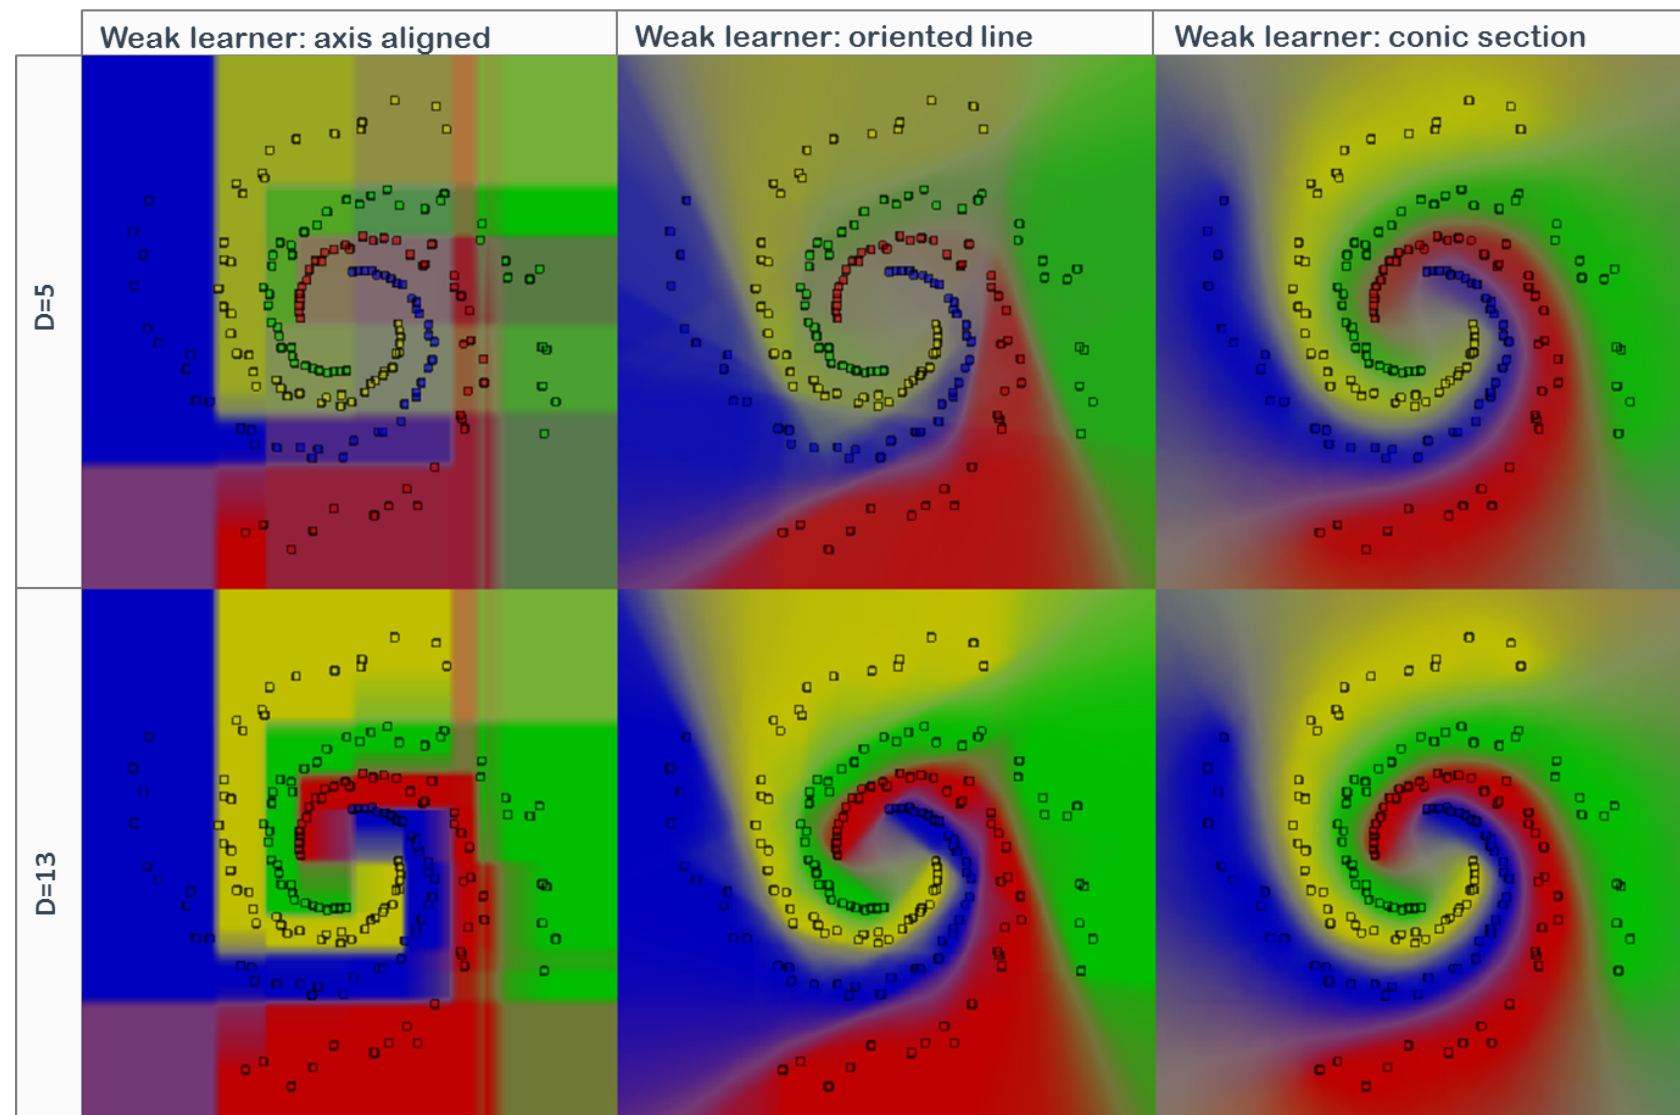 Weak learner: axis aligned
Weak learner: oriented line
Weak learner: conic section
D=5
D=13